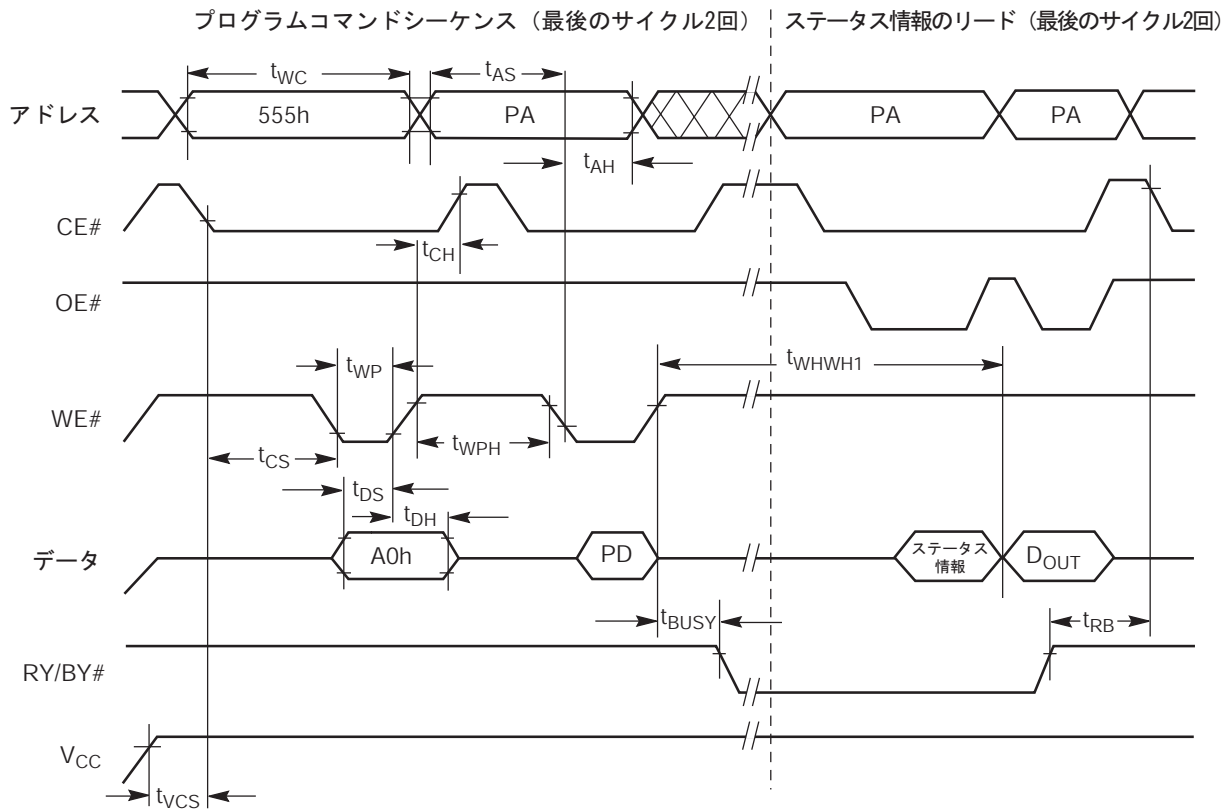 プログラムコマンドシーケンス（最後のサイクル2回）
ステータス情報のリード（最後のサイクル2回）
tWC
tAS
アドレス
555h
PA
PA
PA
tAH
CE#
tCH
OE#
tWP
tWHWH1
WE#
tCS
tWPH
tDS
tDH
データ
A0h
PD
ステータス
情報
DOUT
tBUSY
tRB
RY/BY#
VCC
tVCS